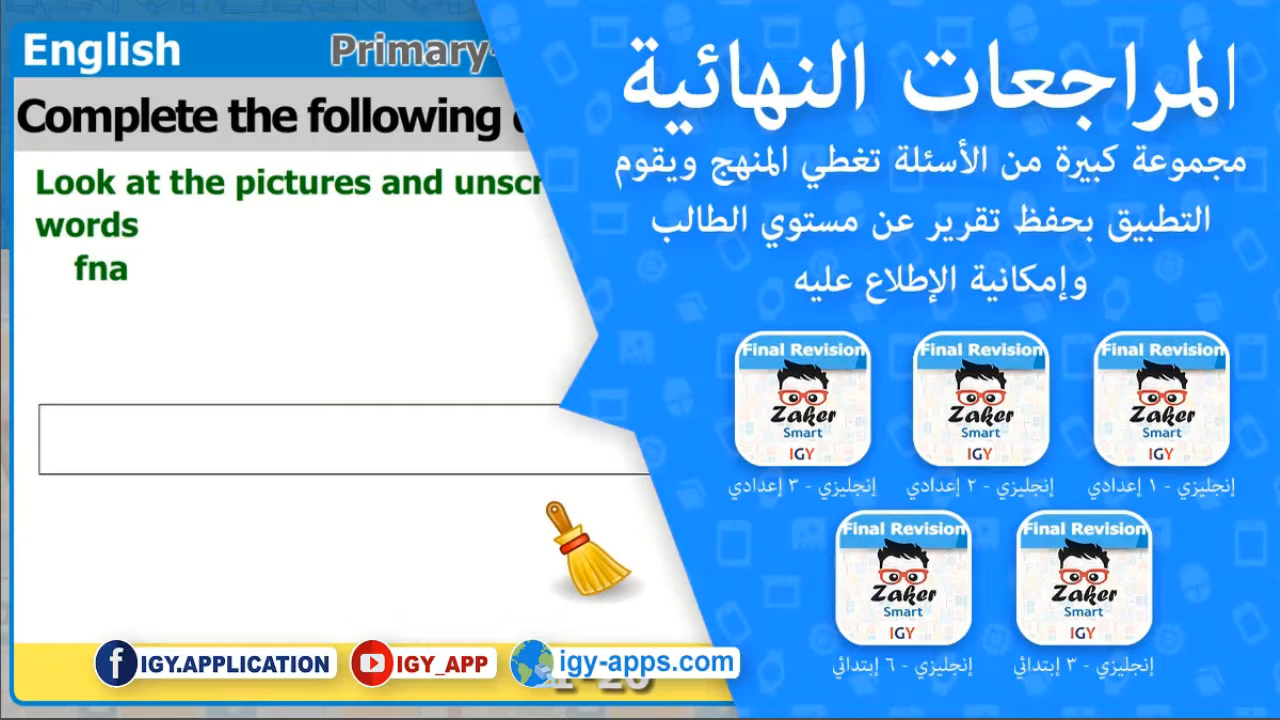 English
Primary-
Complete the following
Look at the pictures and unscr
words
fna
المراجعات النهائية
مجموعة كبيرة من الأسئلة تغطي المنهج ويقوم
التطبيق بحفظ تقرير عن مستوي الطالب
وإمكانية الإطلاع عليه
Final Revision
Zaker
Smart
IGY
إنجليزي - ١ إعدادي
Final Revision
Zaker
Smart
IGY
إنجليزي - ٢ إعدادي
Final Revision
Zaker
Smart
IGY
إنجليزي - ٣ إعدادي
Final Revision
Zaker
Smart
IGY
إنجليزي - ٣ إبتدائي
Final Revision
Zaker
Smart
IGY
إنجليزي - ٦ إبتدائي
IGY.APPLICATION
IGY_APP
igy-apps.com